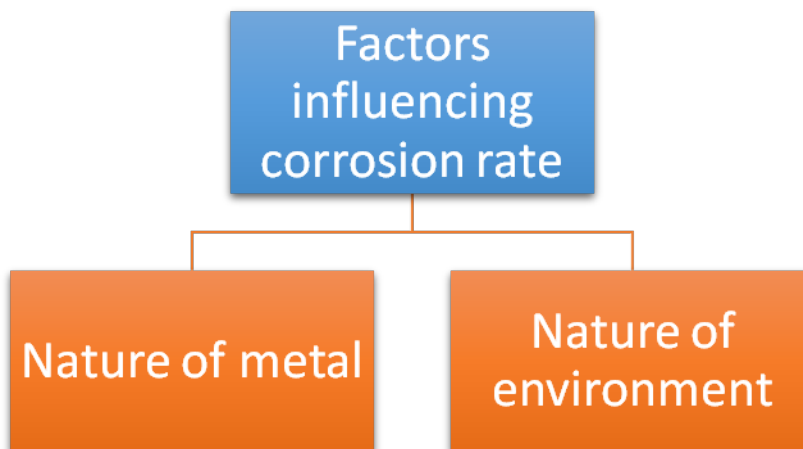 Factors
influencing
corrosion rate
Nature of metal
Nature of
environment